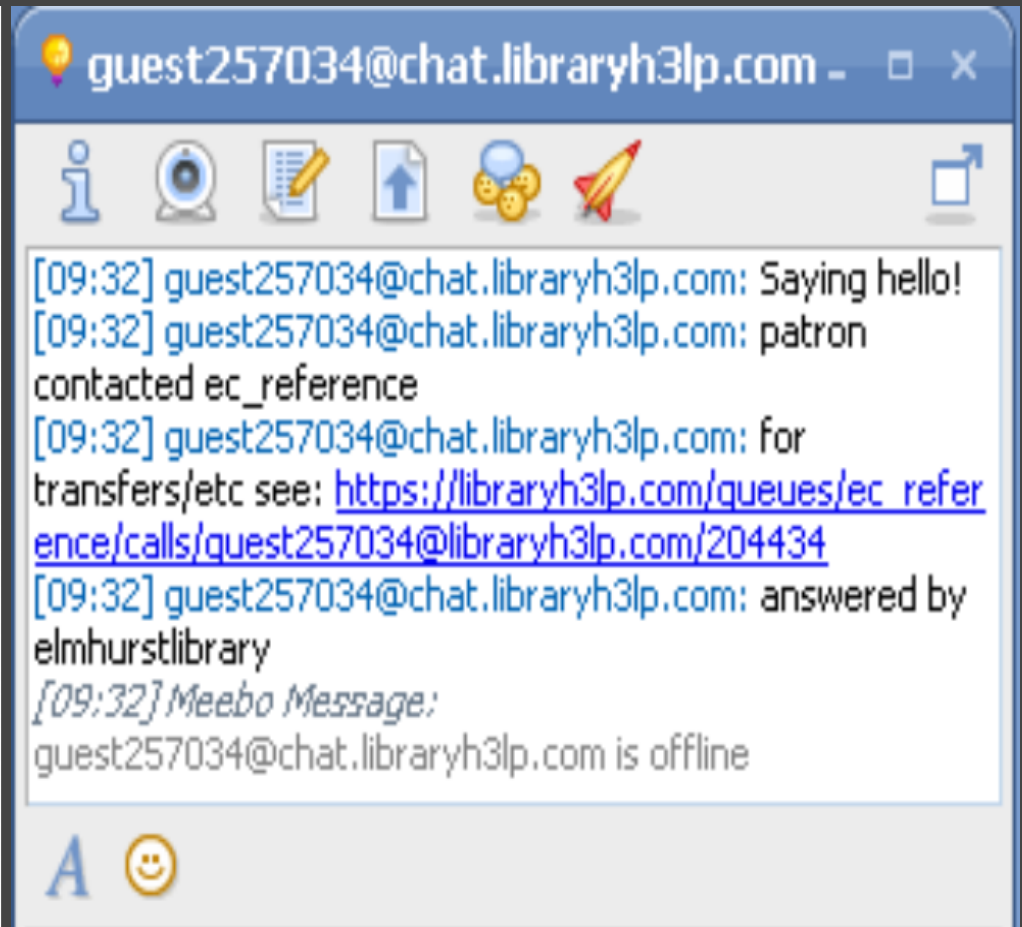 guest257034@chat.libraryh3lp.com -
[09:32] guest257034@chat.libraryh3lp.com: Saying hello!
[09:32] guest257034@chat.libraryh3lp.com: patron
contacted ec_reference
[09:32] guest257034@chat.libraryh3lp.com: for
transfers/etc see: https://libraryh3lp.com/queues/ec_refer
ence/calls/guest257034@libraryh3lp.com/204434
[09:32] guest257034@chat.libraryh3lp.com: answered by
elmhurstlibrary
[09:32] Meebo Message:
guest257034@chat.libraryh3lp.com is offline
A